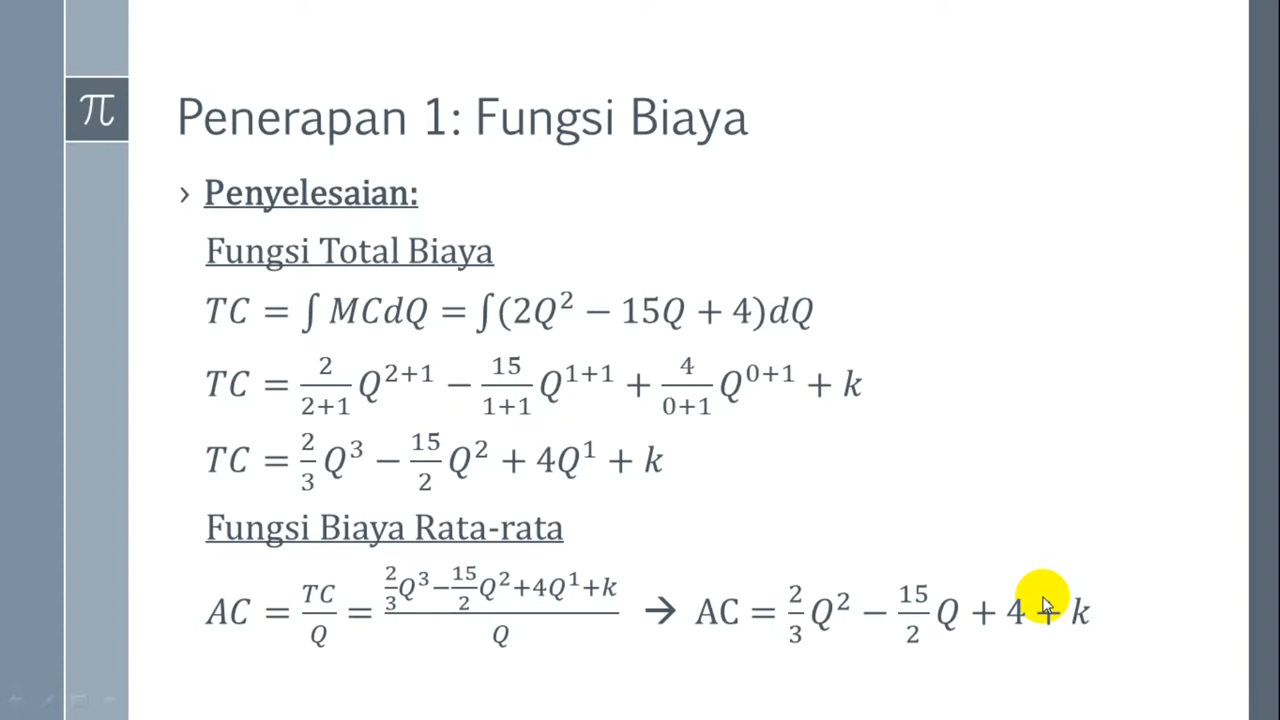 π
Penerapan 1: Fungsi Biaya
› Penyelesaian:
Fungsi Total Biaya
TC = ∫ MCdQ = ∫(2Q² − 15Q + 4)dQ
TC = 2/(2+1) Q^(2+1) − 15/(1+1) Q^(1+1) + 4/(0+1) Q^(0+1) + k
TC = 2/3 Q³ − 15/2 Q² + 4Q¹ + k
Fungsi Biaya Rata-rata
AC = TC/Q = (2/3 Q³−15/2 Q²+4Q¹+k)/Q → AC = 2/3 Q² − 15/2 Q + 4 + k